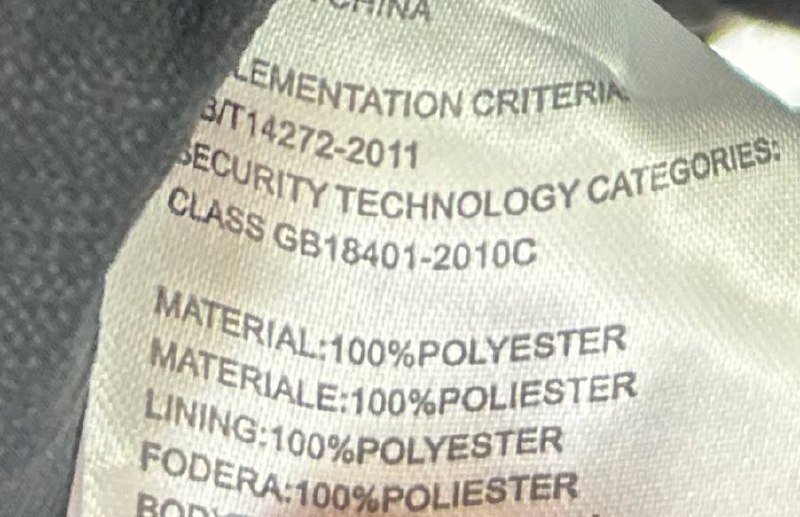 CHINA
LEMENTATION CRITERIA
B/T14272-2011
SECURITY TECHNOLOGY CATEGORIES:
CLASS GB18401-2010C
MATERIAL:100%POLYESTER
MATERIALE:100%POLIESTER
LINING:100%POLYESTER
FODERA:100%POLIESTER